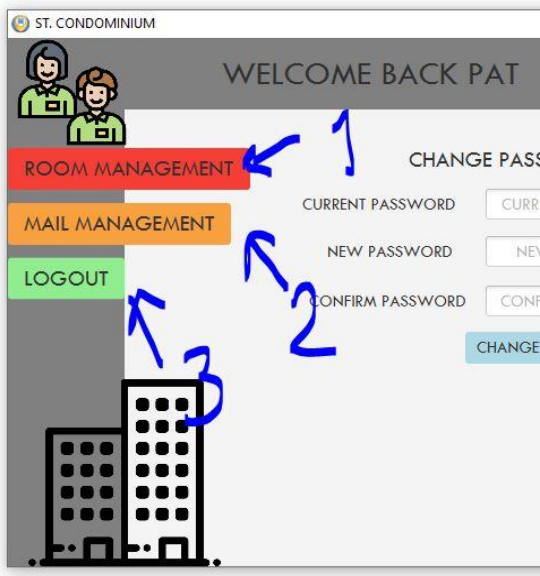 ST. CONDOMINIUM
WELCOME BACK PAT
1
ROOM MANAGEMENT
CHANGE PASS
CURRENT PASSWORD CURR
MAIL MANAGEMENT
NEW PASSWORD NEW
LOGOUT
2
CONFIRM PASSWORD CONF
CHANGE
3